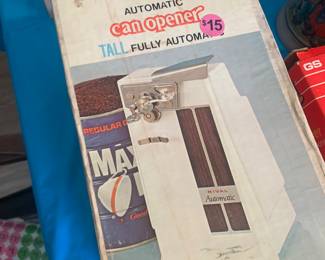 AUTOMATIC
can opener
$15
TALL FULLY AUTOMA
REGULAR
MAX
RIVAL
Automatic
GS